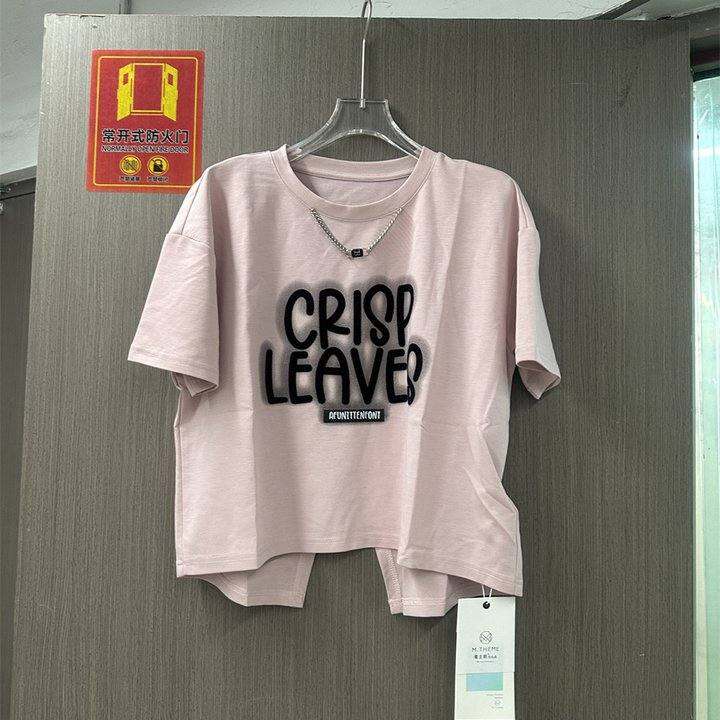 常开式防火门
NORMALLY OPEN FIRE DOOR
CRISP
LEAVES
AFUNITTENFONT
M.THEME